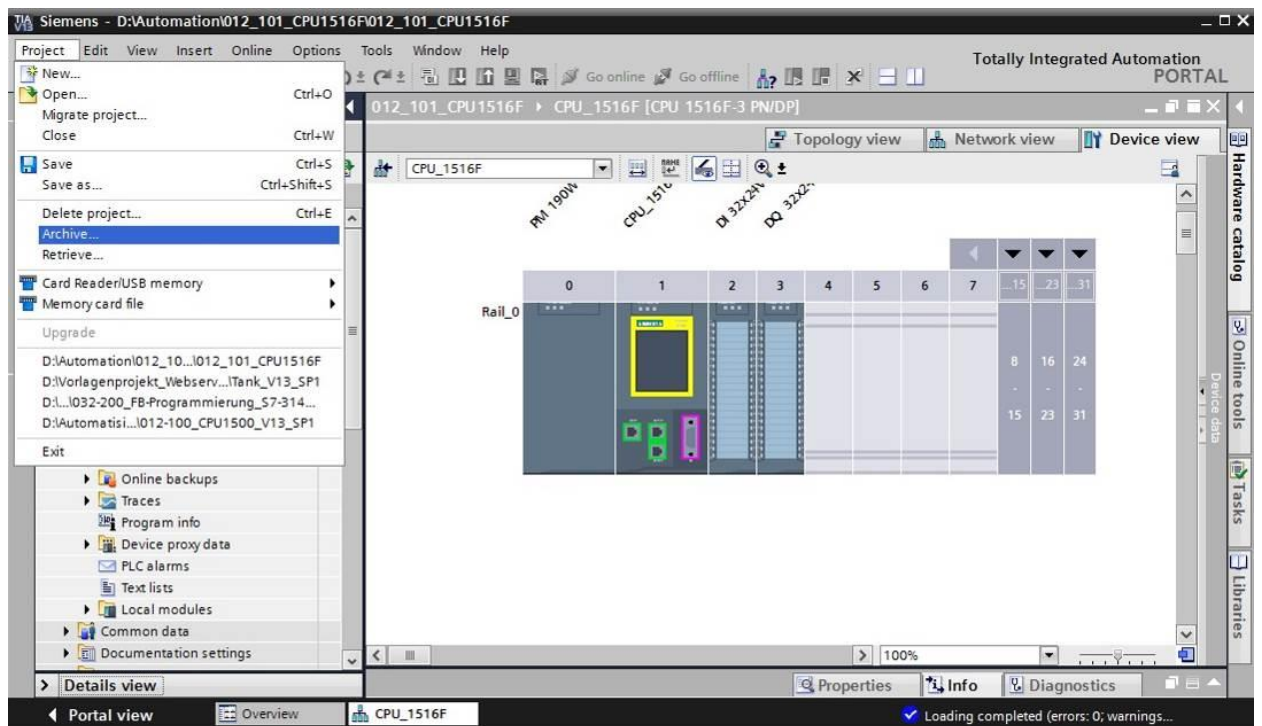 Siemens - D:\Automation\012_101_CPU1516F\012_101_CPU1516F
Project Edit View Insert Online Options Tools Window Help
Totally Integrated Automation
PORTAL
Go online Go offline
New...
Open... Ctrl+O
Migrate project...
Close Ctrl+W
Save Ctrl+S
Save as... Ctrl+Shift+S
Delete project... Ctrl+E
Archive...
Retrieve...
Card Reader/USB memory
Memory card file
Upgrade
D:\Automation\012_10...\012_101_CPU1516F
D:\Vorlagenprojekt_Webserv...\Tank_V13_SP1
D:\...\032-200_FB-Programmierung_S7-314...
D:\Automatisi...\012-100_CPU1500_V13_SP1
Exit
Online backups
Traces
Program info
Device proxy data
PLC alarms
Text lists
Local modules
Common data
Documentation settings
Details view
012_101_CPU1516F CPU_1516F [CPU 1516F-3 PN/DP]
Topology view Network view Device view
CPU_1516F
PM 190W
CPU_1516
DI 32x24V
DQ 32x2
0 1 2 3 4 5 6 7 ...15 ...23 ...31
Rail_0
SIEMENS
8 16 24
- - -
15 23 31
100%
Device data
Hardware catalog
Online tools
Tasks
Libraries
Properties Info Diagnostics
Portal view Overview CPU_1516F
Loading completed (errors: 0; warnings...